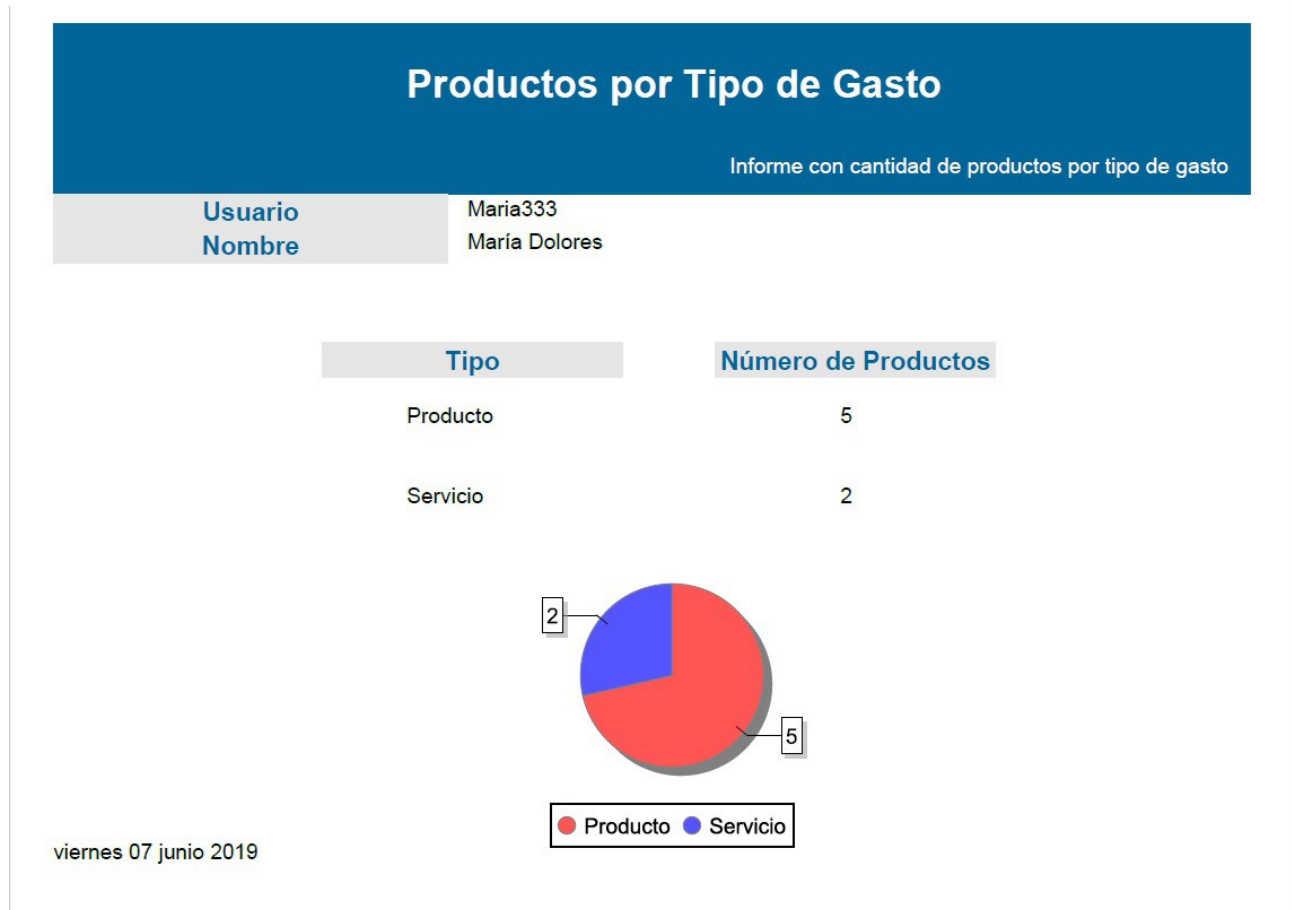 Productos por Tipo de Gasto
Informe con cantidad de productos por tipo de gasto
Usuario Maria333
Nombre María Dolores
Tipo Número de Productos
Producto 5
Servicio 2
2
5
Producto Servicio
viernes 07 junio 2019